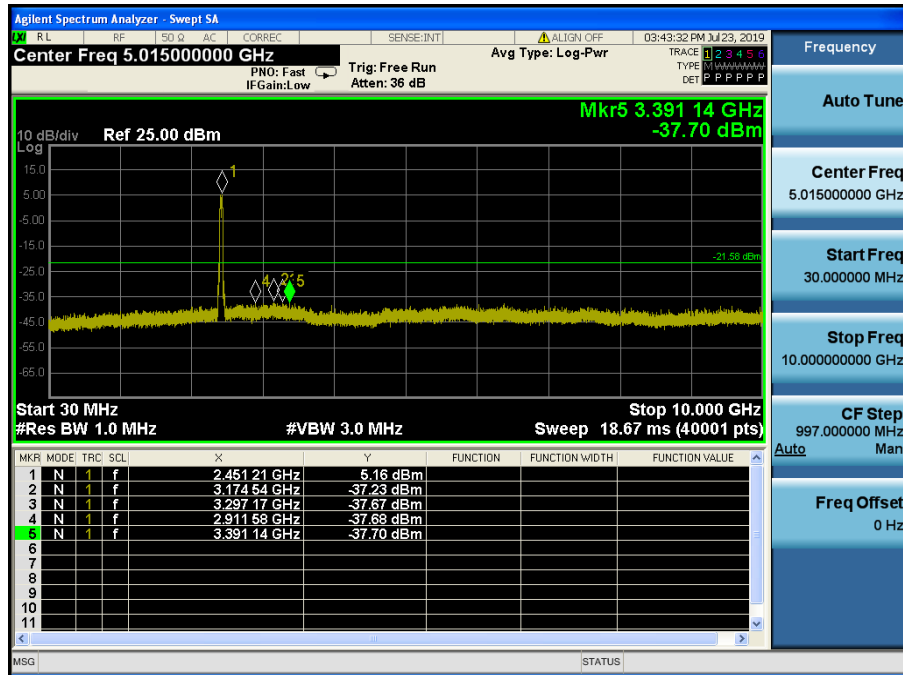 Agilent Spectrum Analyzer - Swept SA
LXI RL RF 50 Ω AC CORREC SENSE:INT ALIGN OFF 03:43:32 PM Jul 23, 2019
Center Freq 5.015000000 GHz
PNO: Fast
IFGain:Low
Trig: Free Run
Atten: 36 dB
Avg Type: Log-Pwr
TRACE 1 2 3 4 5 6
TYPE M
DET P P P P P P
Mkr5 3.391 14 GHz
-37.70 dBm
10 dB/div Ref 25.00 dBm
Log
15.0
5.00
-5.00
-15.0
-25.0
-35.0
-45.0
-55.0
-65.0
1
4
5
-21.58 dBm
Start 30 MHz Stop 10.000 GHz
#Res BW 1.0 MHz #VBW 3.0 MHz Sweep 18.67 ms (40001 pts)
MKR MODE TRC SCL X Y FUNCTION FUNCTION WIDTH FUNCTION VALUE
1 N 1 f 2.451 21 GHz 5.16 dBm
2 N 1 f 3.174 54 GHz -37.23 dBm
3 N 1 f 3.297 17 GHz -37.67 dBm
4 N 1 f 2.911 58 GHz -37.68 dBm
5 N 1 f 3.391 14 GHz -37.70 dBm
6
7
8
9
10
11
MSG STATUS
Frequency
Auto Tune
Center Freq
5.015000000 GHz
Start Freq
30.000000 MHz
Stop Freq
10.000000000 GHz
CF Step
997.000000 MHz
Auto Man
Freq Offset
0 Hz